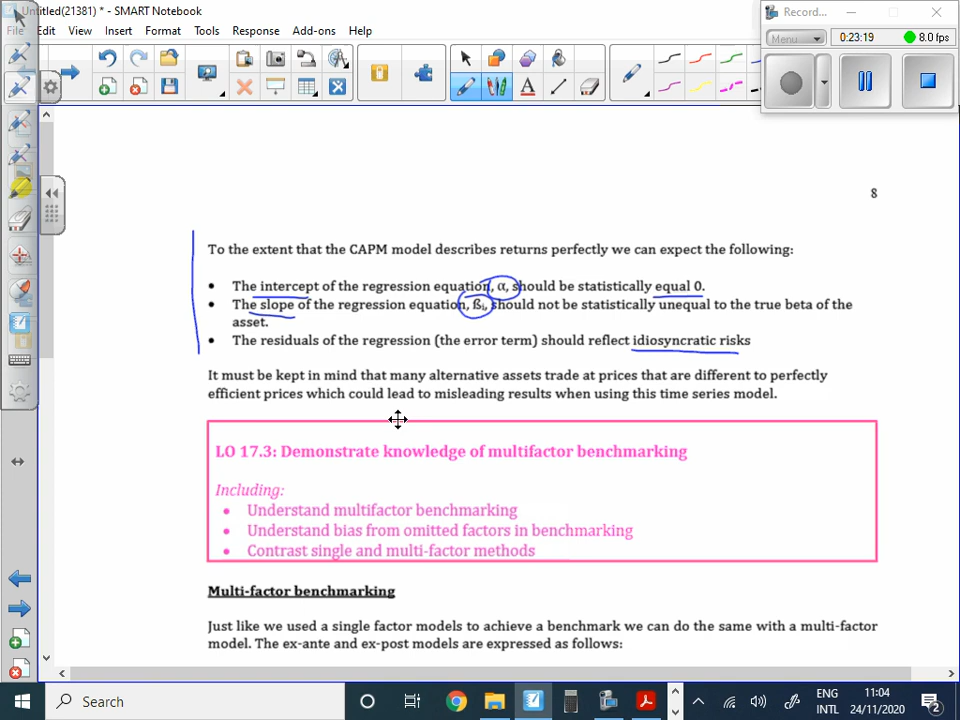 Untitled(21381) * - SMART Notebook
File Edit View Insert Format Tools Response Add-ons Help
Record...
Menu 0:23:19 8.0 fps
8
To the extent that the CAPM model describes returns perfectly we can expect the following:
• The intercept of the regression equation, α, should be statistically equal 0.
• The slope of the regression equation, ßᵢ, should not be statistically unequal to the true beta of the
asset.
• The residuals of the regression (the error term) should reflect idiosyncratic risks
It must be kept in mind that many alternative assets trade at prices that are different to perfectly
efficient prices which could lead to misleading results when using this time series model.
LO 17.3: Demonstrate knowledge of multifactor benchmarking
Including:
• Understand multifactor benchmarking
• Understand bias from omitted factors in benchmarking
• Contrast single and multi-factor methods
Multi-factor benchmarking
Just like we used a single factor models to achieve a benchmark we can do the same with a multi-factor
model. The ex-ante and ex-post models are expressed as follows:
Search
ENG
INTL
11:04
24/11/2020
2